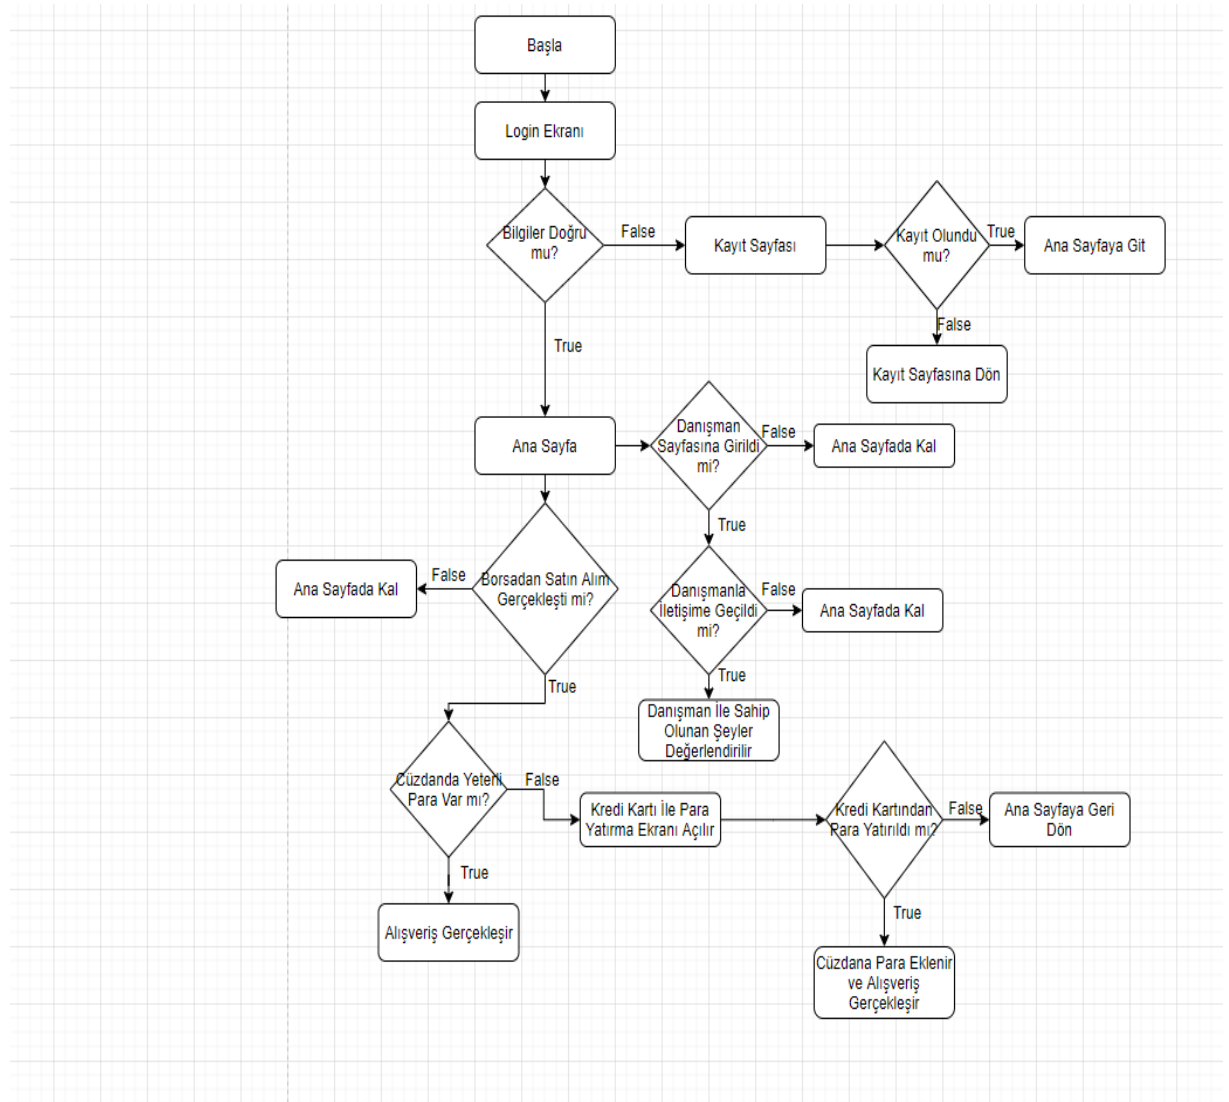 Başla
Login Ekranı
Bilgiler Doğru
mu?
False
Kayıt Sayfası
Kayıt Olundu
mu?
True
Ana Sayfaya Git
False
Kayıt Sayfasına Dön
True
Ana Sayfa
Danışman
Sayfasına Girildi
mi?
False
Ana Sayfada Kal
True
Borsadan Satın Alım
Gerçekleşti mi?
False
Ana Sayfada Kal
Danışmanla
İletişime Geçildi
mi?
False
Ana Sayfada Kal
True
True
Danışman İle Sahip
Olunan Şeyler
Değerlendirilir
Cüzdanda Yeterli
Para Var mı?
False
Kredi Kartı İle Para
Yatırma Ekranı Açılır
Kredi Kartından
Para Yatırıldı mı?
False
Ana Sayfaya Geri
Dön
True
Alışveriş Gerçekleşir
True
Cüzdana Para Eklenir
ve Alışveriş
Gerçekleşir